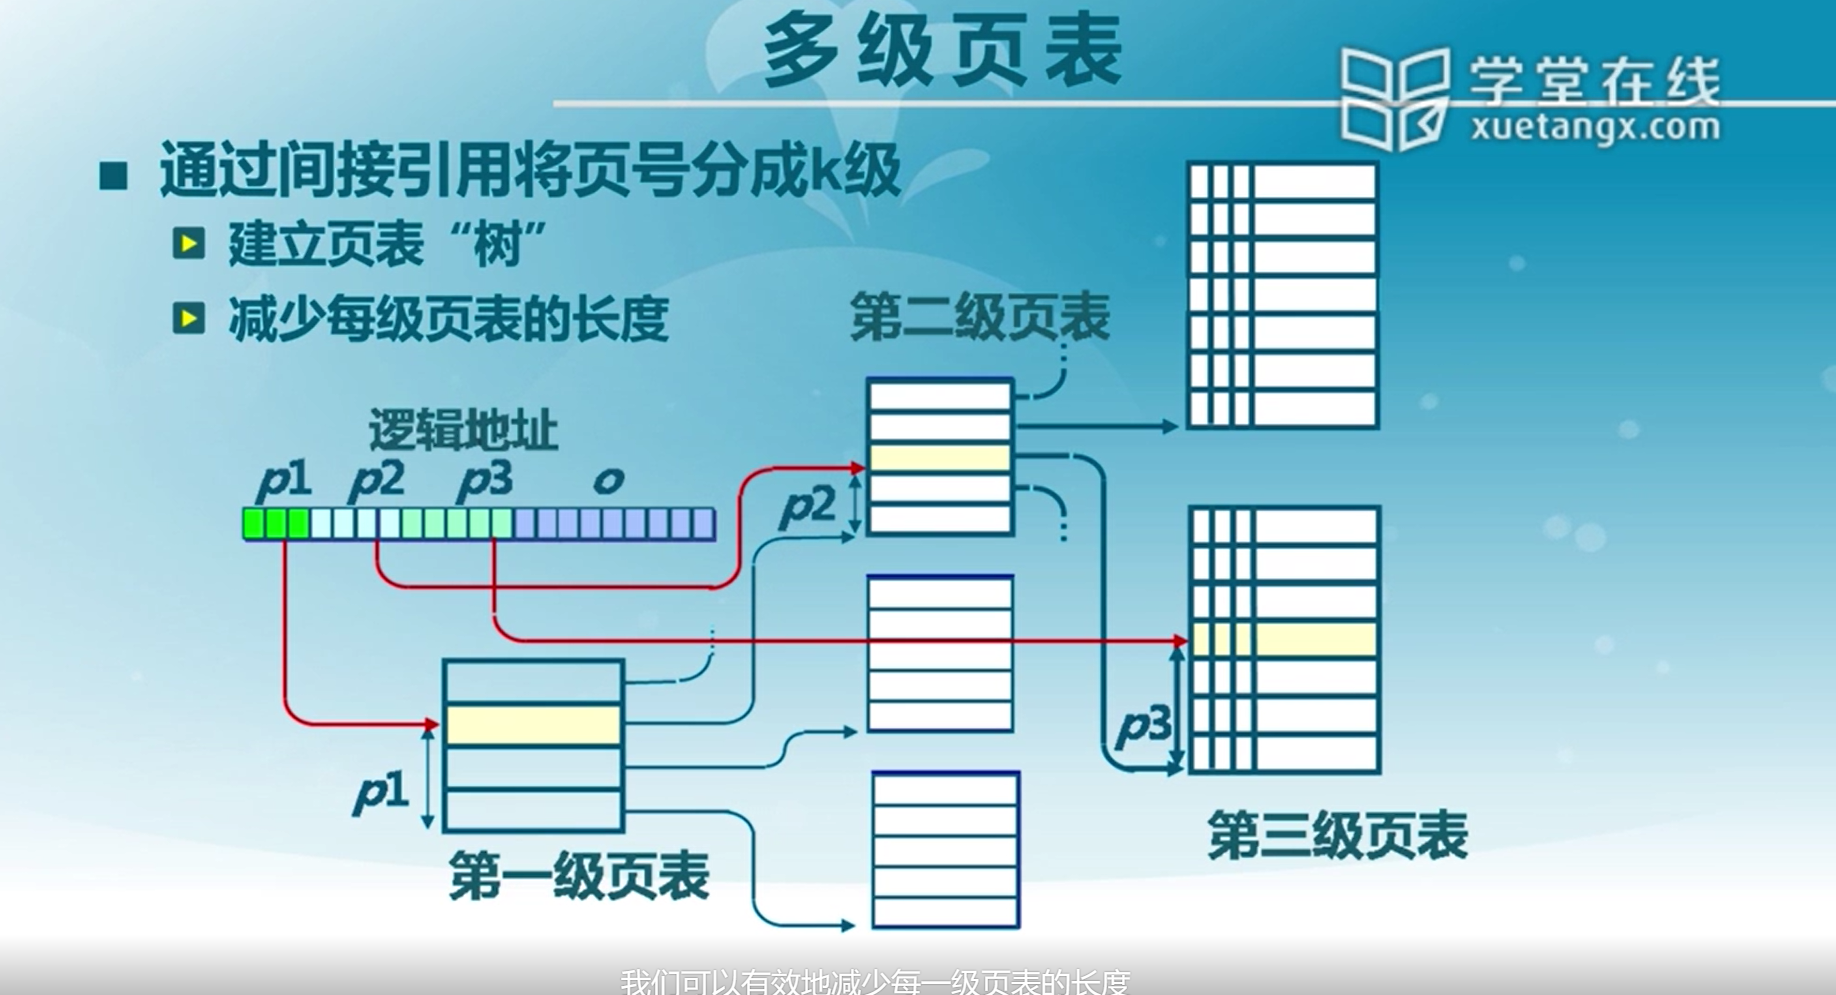 多级页表
学堂在线
xuetangx.com
通过间接引用将页号分成k级
建立页表“树”
减少每级页表的长度
第二级页表
逻辑地址
p1 p2 p3 o
p2
p3
p1
第三级页表
第一级页表
我们可以有效地减少每一级页表的长度